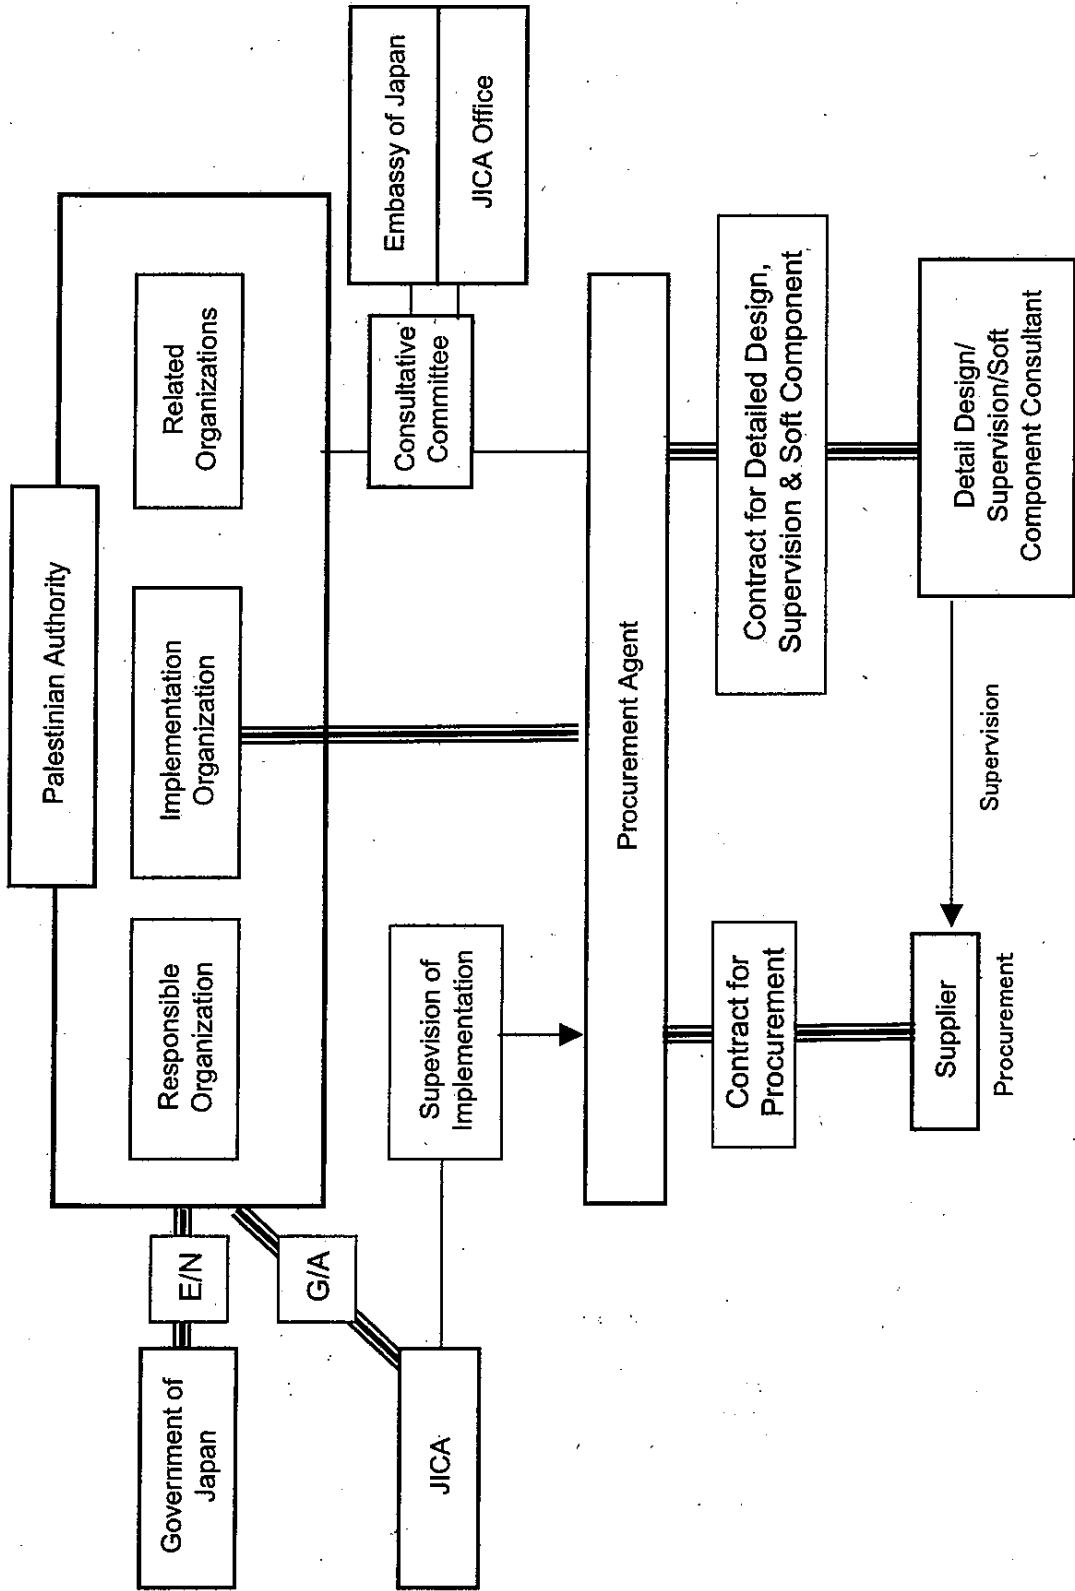 Palestinian Authority
Responsible
Organization
Implementation
Organization
Related
Organizations
Government of
Japan
E/N
G/A
JICA
Supevision of
Implementation
Consultative
Committee
Embassy of Japan
JICA Office
Procurement Agent
Contract for
Procurement
Contract for Detailed Design,
Supervision & Soft Component
Supplier
Procurement
Supervision
Detail Design/
Supervision/Soft
Component Consultant